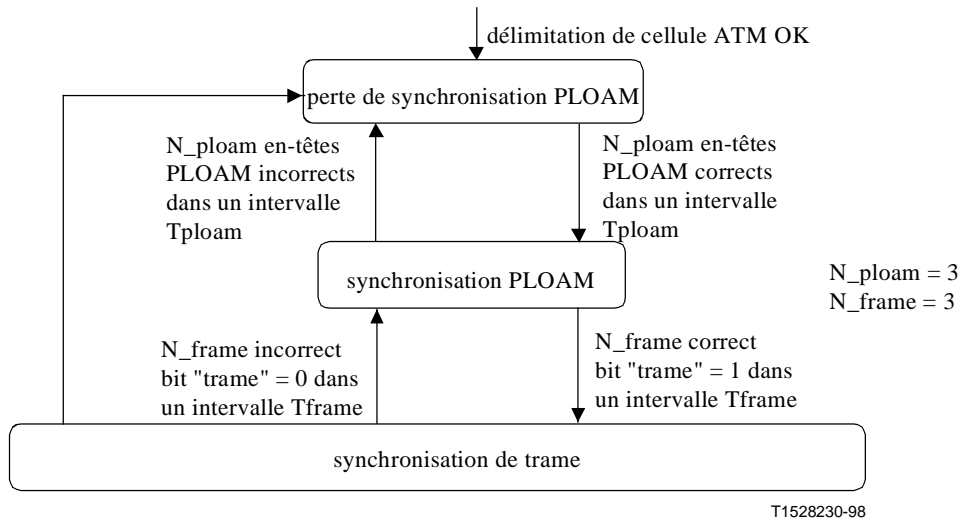 délimitation de cellule ATM OK
perte de synchronisation PLOAM
N_ploam en-têtes
PLOAM incorrects
dans un intervalle
Tploam
N_ploam en-têtes
PLOAM corrects
dans un intervalle
Tploam
synchronisation PLOAM
N_ploam = 3
N_frame = 3
N_frame incorrect
bit "trame" = 0 dans
un intervalle Tframe
N_frame correct
bit "trame" = 1 dans
un intervalle Tframe
synchronisation de trame
T1528230-98